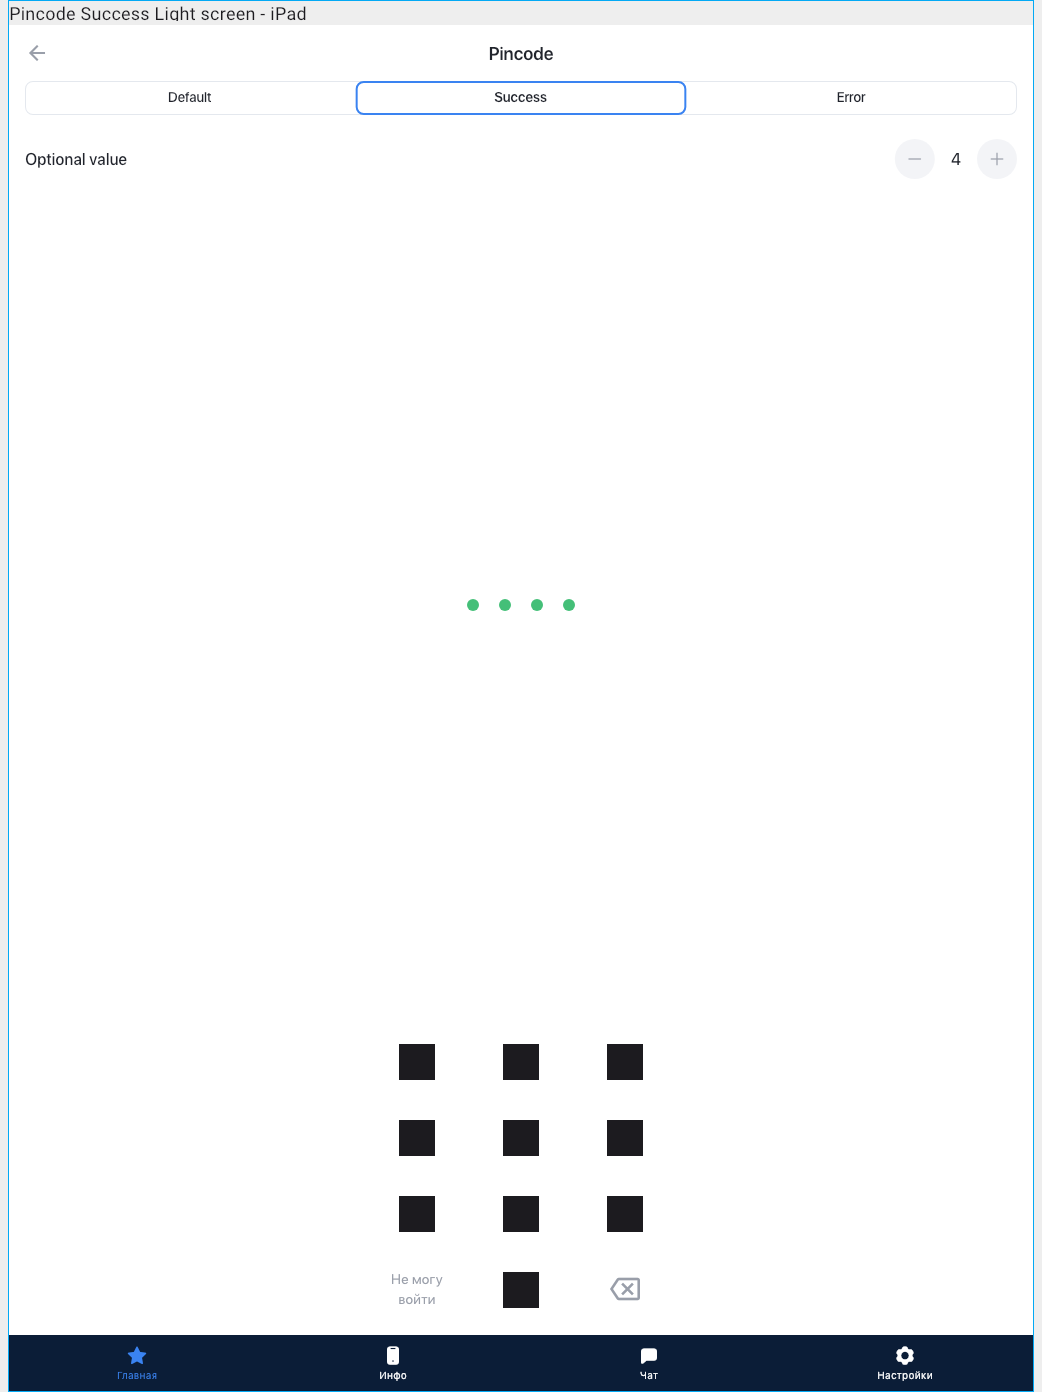 Pincode Success Light screen - iPad
Pincode
Default
Success
Error
Optional value
4
Не могу
войти
Главная
Инфо
Чат
Настройки